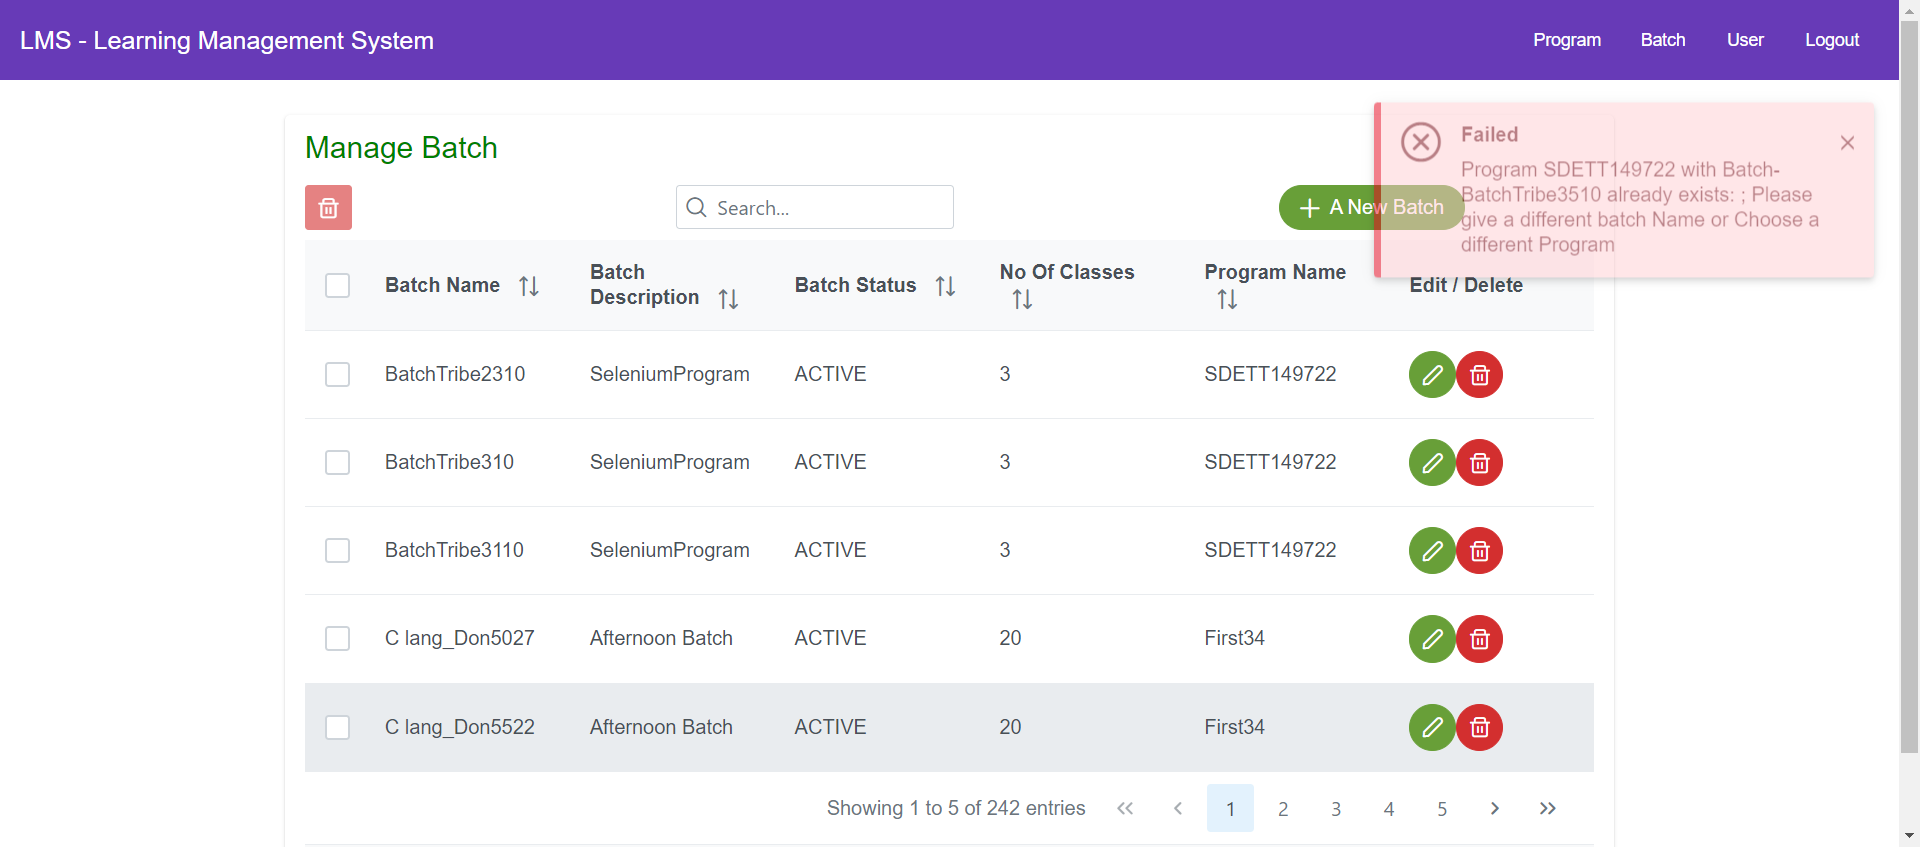 LMS - Learning Management System
Program
Batch
User
Logout
Manage Batch
Failed
Program SDETT149722 with Batch-
BatchTribe3510 already exists: ; Please
give a different batch Name or Choose a
different Program
Search...
A New Batch
Batch Name
Batch
Description
Batch Status
No Of Classes
Program Name
Edit / Delete
BatchTribe2310 SeleniumProgram ACTIVE 3 SDETT149722
BatchTribe310 SeleniumProgram ACTIVE 3 SDETT149722
BatchTribe3110 SeleniumProgram ACTIVE 3 SDETT149722
C lang_Don5027 Afternoon Batch ACTIVE 20 First34
C lang_Don5522 Afternoon Batch ACTIVE 20 First34
Showing 1 to 5 of 242 entries 1 2 3 4 5